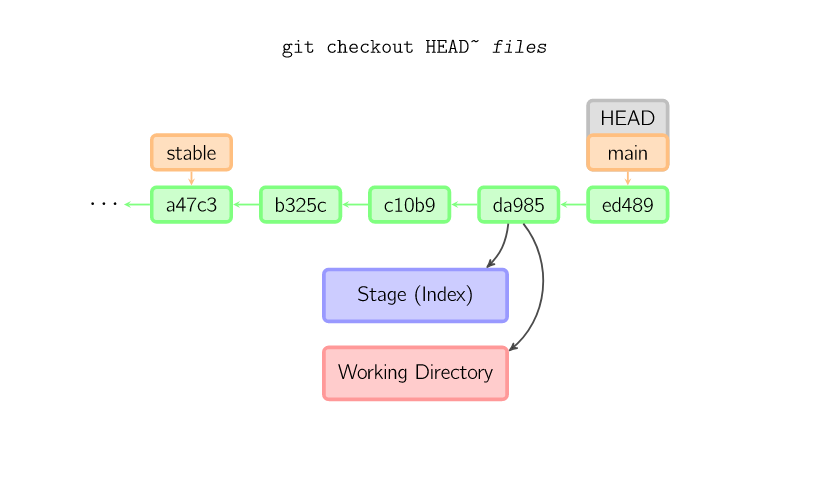 git checkout HEAD~ files
HEAD
stable
main
...
a47c3
b325c
c10b9
da985
ed489
Stage (Index)
Working Directory